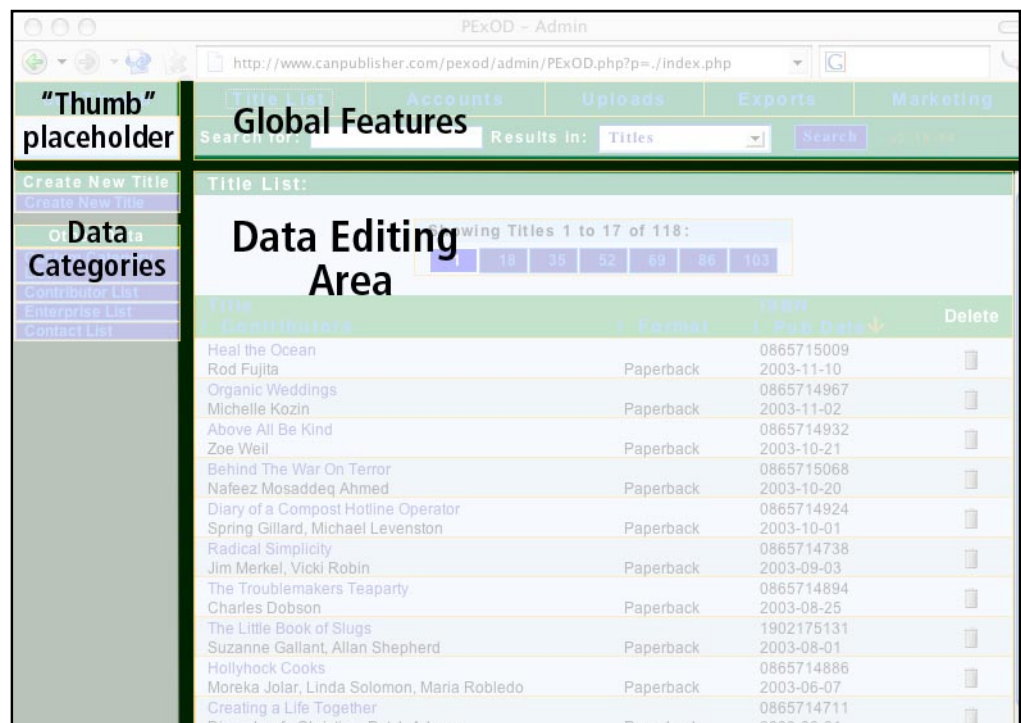 PExOD - Admin
http://www.canpublisher.com/pexod/admin/PExOD.php?p=./index.php
G
"Thumb"
placeholder
Title List Accounts Uploads Exports Marketing
Global Features
Search for: Results in: Titles Search
Create New Title
Create New Title
Data
Categories
Contributor List
Enterprise List
Contact List
Title List:
Data Editing
Area
Showing Titles 1 to 17 of 118:
1 18 35 52 69 86 103
Title ISBN
Contributors Format Pub Date Delete
Heal the Ocean 0865715009
Rod Fujita Paperback 2003-11-10
Organic Weddings 0865714967
Michelle Kozin Paperback 2003-11-02
Above All Be Kind 0865714932
Zoe Weil Paperback 2003-10-21
Behind The War On Terror 0865715068
Nafeez Mosaddeq Ahmed Paperback 2003-10-20
Diary of a Compost Hotline Operator 0865714924
Spring Gillard, Michael Levenston Paperback 2003-10-01
Radical Simplicity 0865714738
Jim Merkel, Vicki Robin Paperback 2003-09-03
The Troublemakers Teaparty 0865714894
Charles Dobson Paperback 2003-08-25
The Little Book of Slugs 1902175131
Suzanne Gallant, Allan Shepherd Paperback 2003-08-01
Hollyhock Cooks 0865714886
Moreka Jolar, Linda Solomon, Maria Robledo Paperback 2003-06-07
Creating a Life Together 0865714711